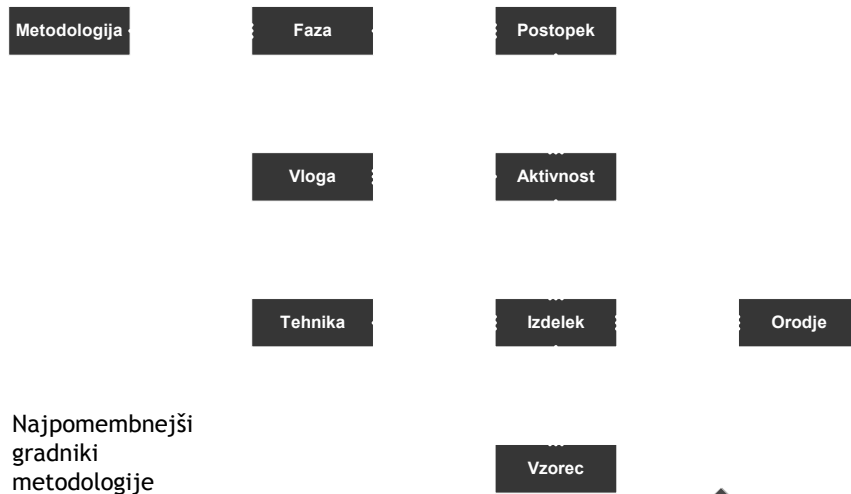 Metodologija
Faza
Postopek
Vloga
Aktivnost
Tehnika
Izdelek
Orodje
Najpomembnejši
gradniki
metodologije
Vzorec